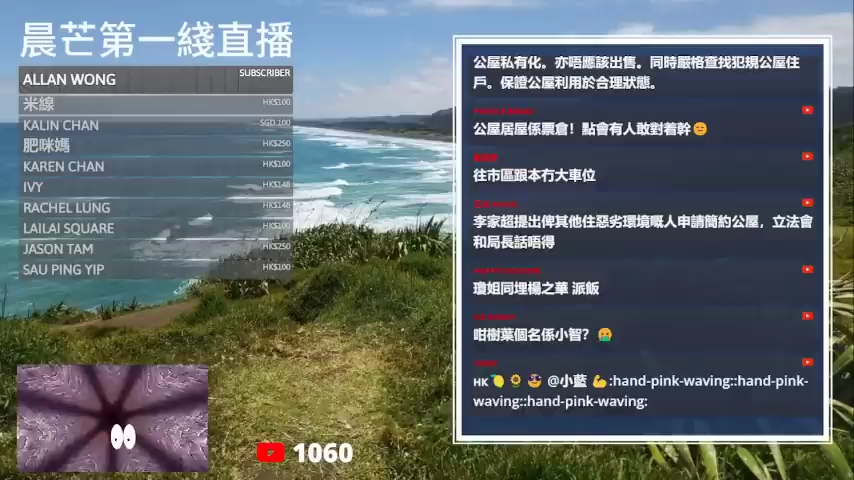 晨芒第一綫直播
ALLAN WONG SUBSCRIBER
米線 HK$100
KALIN CHAN SGD 100
肥咪媽 HK$250
KAREN CHAN HK$100
IVY HK$148
RACHEL LUNG HK$148
LAILAI SQUARE HK$100
JASON TAM HK$250
SAU PING YIP HK$100
1060
公屋私有化。亦唔應該出售。同時嚴格查找犯規公屋住
戶。保證公屋利用於合理狀態。
公屋居屋係票倉！點會有人敢對着幹
往市區跟本冇大車位
李家超提出俾其他住惡劣環境嘅人申請簡約公屋，立法會
和局長話唔得
瓊姐同埋楊之華 派飯
咁樹葉個名係小智？
HK @小藍 :hand-pink-waving::hand-pink-
waving::hand-pink-waving: